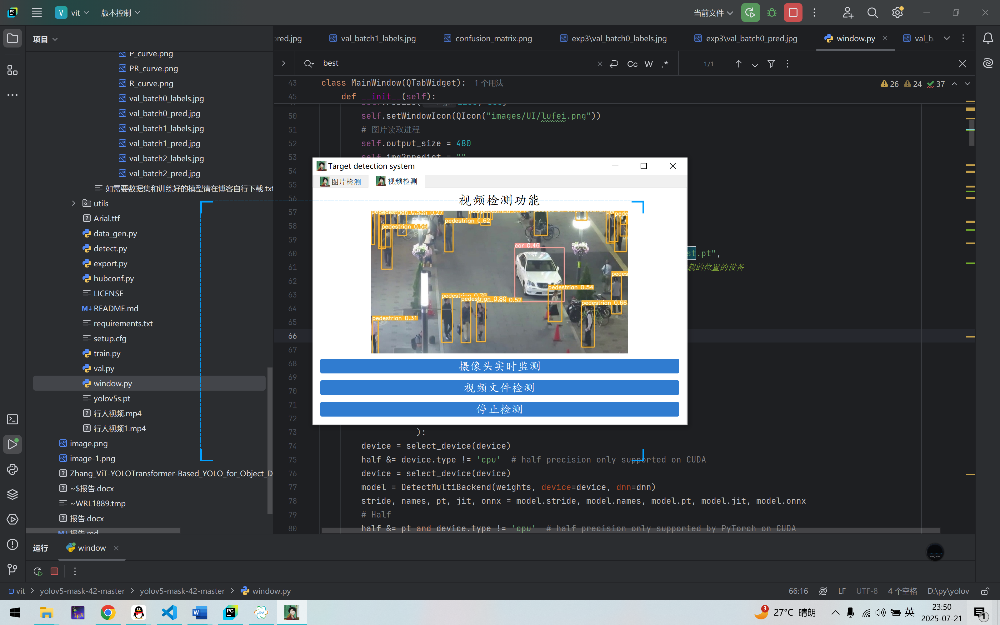 V vit 版本控制 当前文件
项目
pred.jpg val_batch1_labels.jpg confusion_matrix.png exp3\val_batch0_labels.jpg exp3\val_batch0_pred.jpg window.py val_b
best Cc W .* 1/1
P_curve.png
PR_curve.png
R_curve.png
val_batch0_labels.jpg
val_batch0_pred.jpg
val_batch1_labels.jpg
val_batch1_pred.jpg
val_batch2_labels.jpg
val_batch2_pred.jpg
如需要数据集和训练好的模型请在博客自行下载.txt
utils
Arial.ttf
data_gen.py
detect.py
export.py
hubconf.py
LICENSE
README.md
requirements.txt
setup.cfg
train.py
val.py
window.py
yolov5s.pt
行人视频.mp4
行人视频1.mp4
image.png
image-1.png
Zhang_ViT-YOLOTransformer-Based_YOLO_for_Object_D
~$报告.docx
~WRL1889.tmp
报告.docx
报告.md
43 class MainWindow(QTabWidget): 1 个用法
26 24 37
45 def __init__(self):
50 self.setWindowIcon(QIcon("images/UI/lufei.png"))
51 # 图片读取进程
52 self.output_size = 480
53 self.img2predict = ""
54
55
56
57
58
59
60 st.pt",
61 载的位置的设备
62
63
64
65
66
67
68
69
70
71
72
73 ):
74 device = select_device(device)
75 half &= device.type != 'cpu' # half precision only supported on CUDA
76 device = select_device(device)
77 model = DetectMultiBackend(weights, device=device, dnn=dnn)
78 stride, names, pt, jit, onnx = model.stride, model.names, model.pt, model.jit, model.onnx
79 # Half
80 half &= pt and device.type != 'cpu' # half precision only supported by PyTorch on CUDA
Target detection system
图片检测 视频检测
视频检测功能
pedestrian 0.53 0.27
pedestrian 0.62
pedestrian 0.56
car 0.46
pedes
pedestrian 0.54
pedestrian 0.79
pedestrian 0.80 0.52
pedestrian 0.66
pedestrian 0.31
摄像头实时监测
视频文件检测
停止检测
运行 window
vit yolov5-mask-42-master yolov5-mask-42-master window.py 66:16 LF UTF-8 4 个空格 D:\py\yolov
3 27°C 晴朗 英 23:50
2025-07-21 1